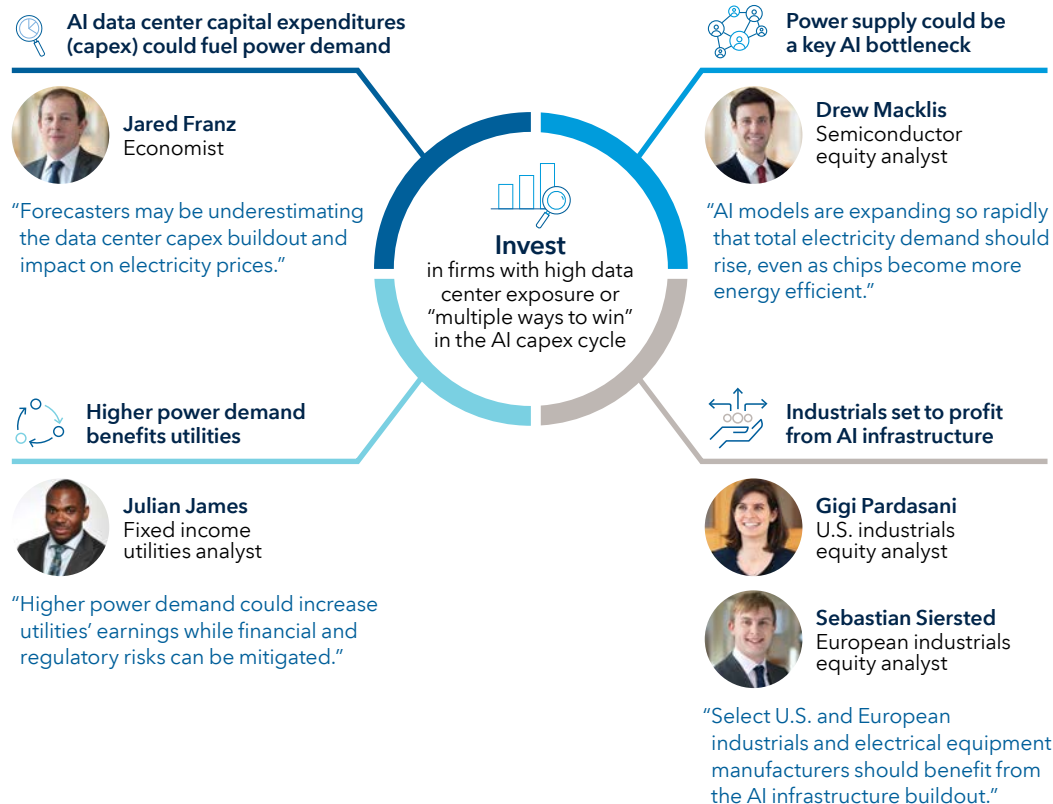 AI data center capital expenditures
(capex) could fuel power demand
Jared Franz
Economist
“Forecasters may be underestimating
the data center capex buildout and
impact on electricity prices.”
Power supply could be
a key AI bottleneck
Drew Macklis
Semiconductor
equity analyst
“AI models are expanding so rapidly
that total electricity demand should
rise, even as chips become more
energy efficient.”
Invest
in firms with high data
center exposure or
“multiple ways to win”
in the AI capex cycle
Higher power demand
benefits utilities
Julian James
Fixed income
utilities analyst
“Higher power demand could increase
utilities’ earnings while financial and
regulatory risks can be mitigated.”
Industrials set to profit
from AI infrastructure
Gigi Pardasani
U.S. industrials
equity analyst
Sebastian Siersted
European industrials
equity analyst
“Select U.S. and European
industrials and electrical equipment
manufacturers should benefit from
the AI infrastructure buildout.”